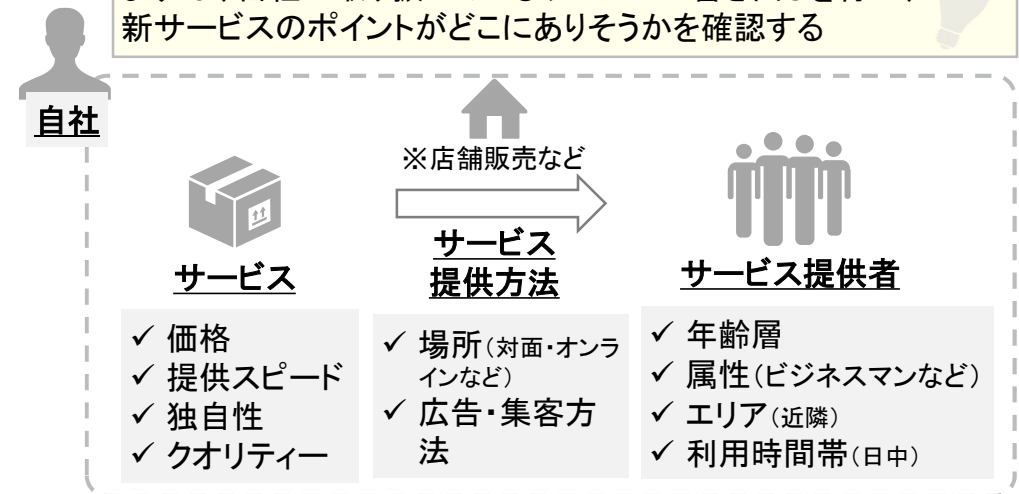 新サービスのポイントがどこにありそうかを確認する
自社
※店舗販売など
サービス
サービス
提供方法
サービス提供者
✓ 価格
✓ 提供スピード
✓ 独自性
✓ クオリティー
✓ 場所(対面・オンラ
インなど)
✓ 広告・集客方
法
✓ 年齢層
✓ 属性(ビジネスマンなど)
✓ エリア(近隣)
✓ 利用時間帯(日中)